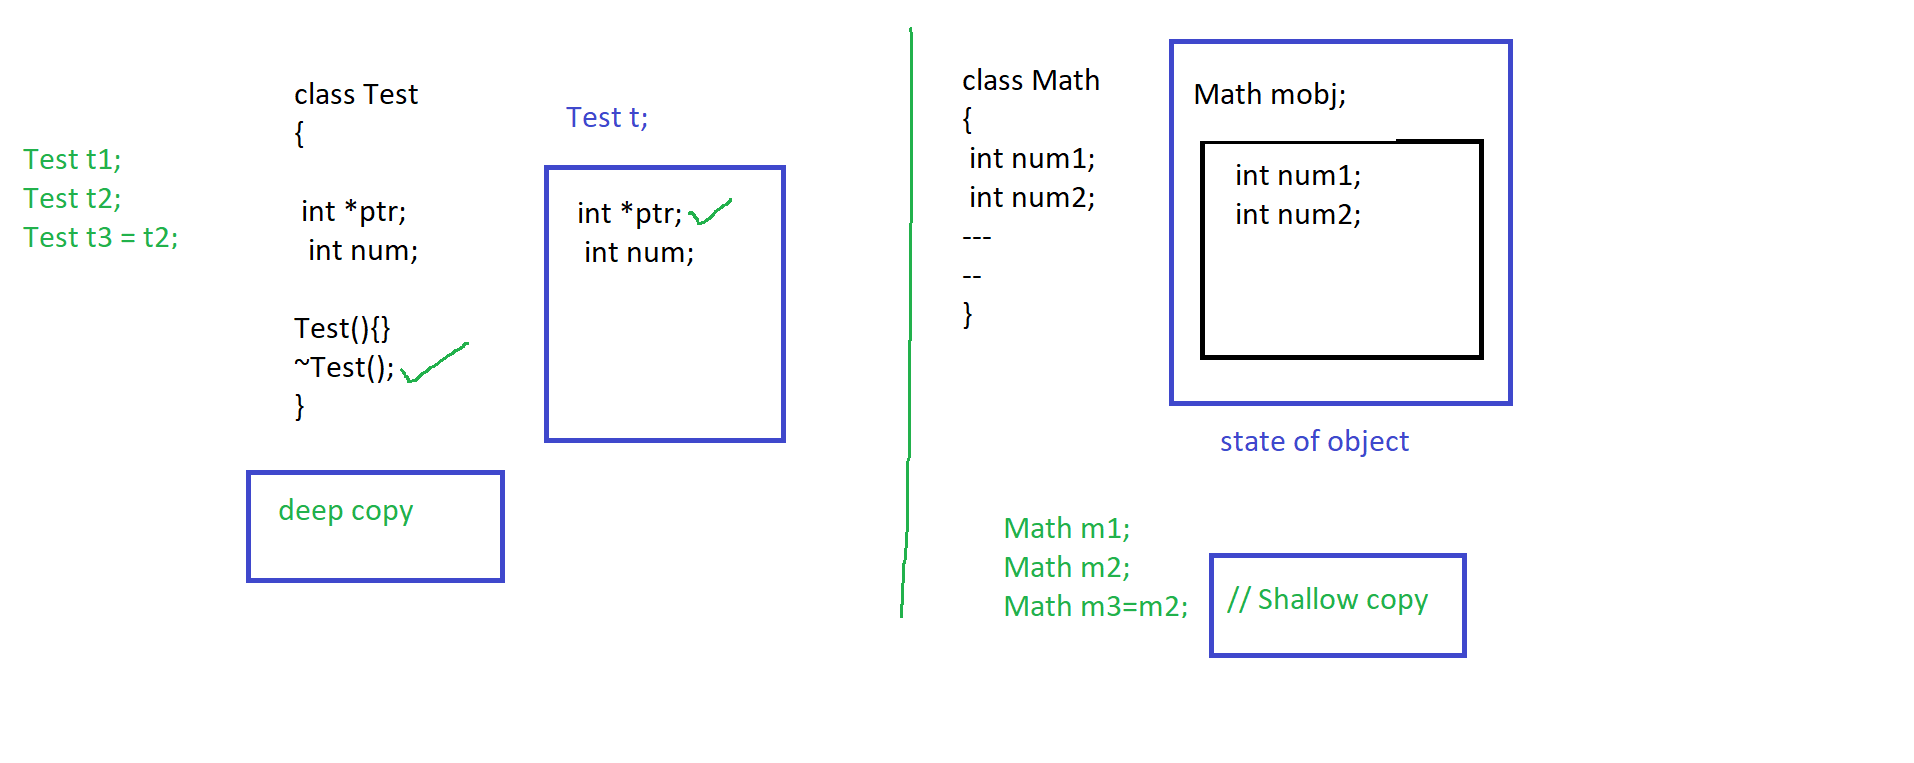 Test t1;
Test t2;
Test t3 = t2;
class Test
{
int *ptr;
int num;
Test(){}
~Test();
}
Test t;
int *ptr;
int num;
deep copy
class Math
{
int num1;
int num2;
---
--
}
Math mobj;
int num1;
int num2;
state of object
Math m1;
Math m2;
Math m3=m2;
// Shallow copy